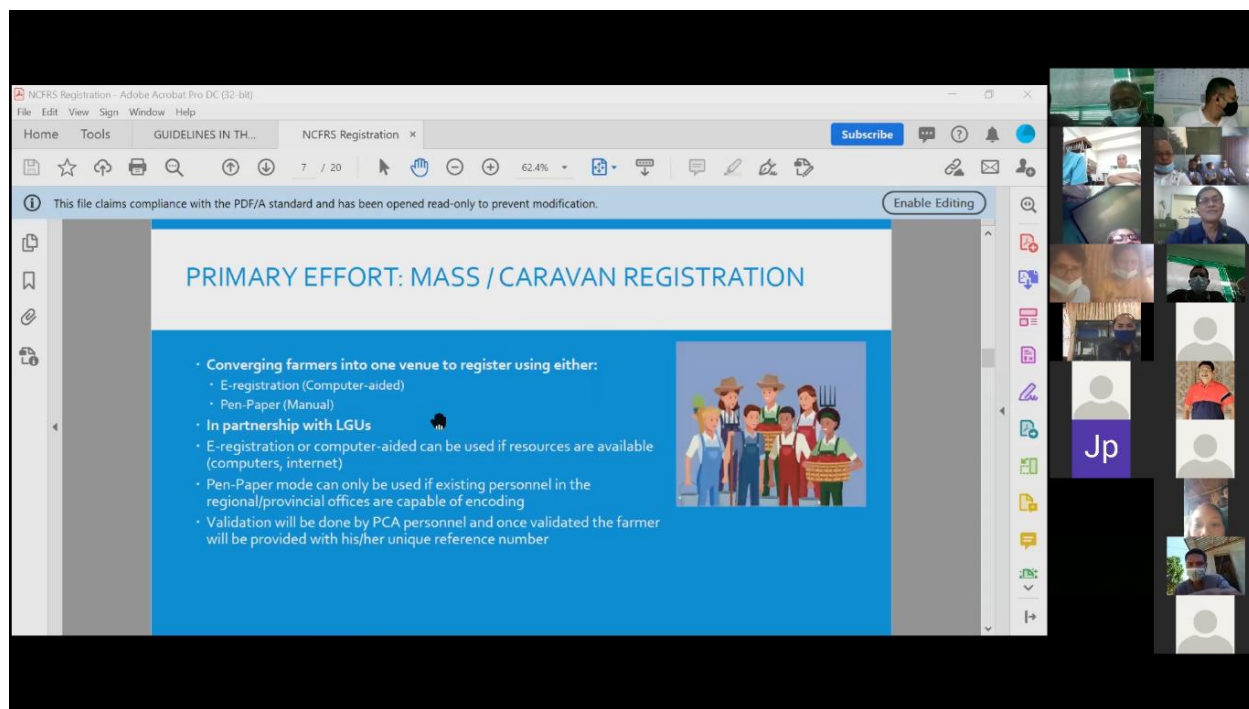 NCFRS Registration - Adobe Acrobat Pro DC (32-bit)
File Edit View Sign Window Help
Home Tools GUIDELINES IN TH... NCFRS Registration × Subscribe
7 / 20 62.4%
This file claims compliance with the PDF/A standard and has been opened read-only to prevent modification. Enable Editing
PRIMARY EFFORT: MASS / CARAVAN REGISTRATION
• Converging farmers into one venue to register using either:
• E-registration (Computer-aided)
• Pen-Paper (Manual)
• In partnership with LGUs
• E-registration or computer-aided can be used if resources are available
(computers, internet)
• Pen-Paper mode can only be used if existing personnel in the
regional/provincial offices are capable of encoding
• Validation will be done by PCA personnel and once validated the farmer
will be provided with his/her unique reference number
Jp